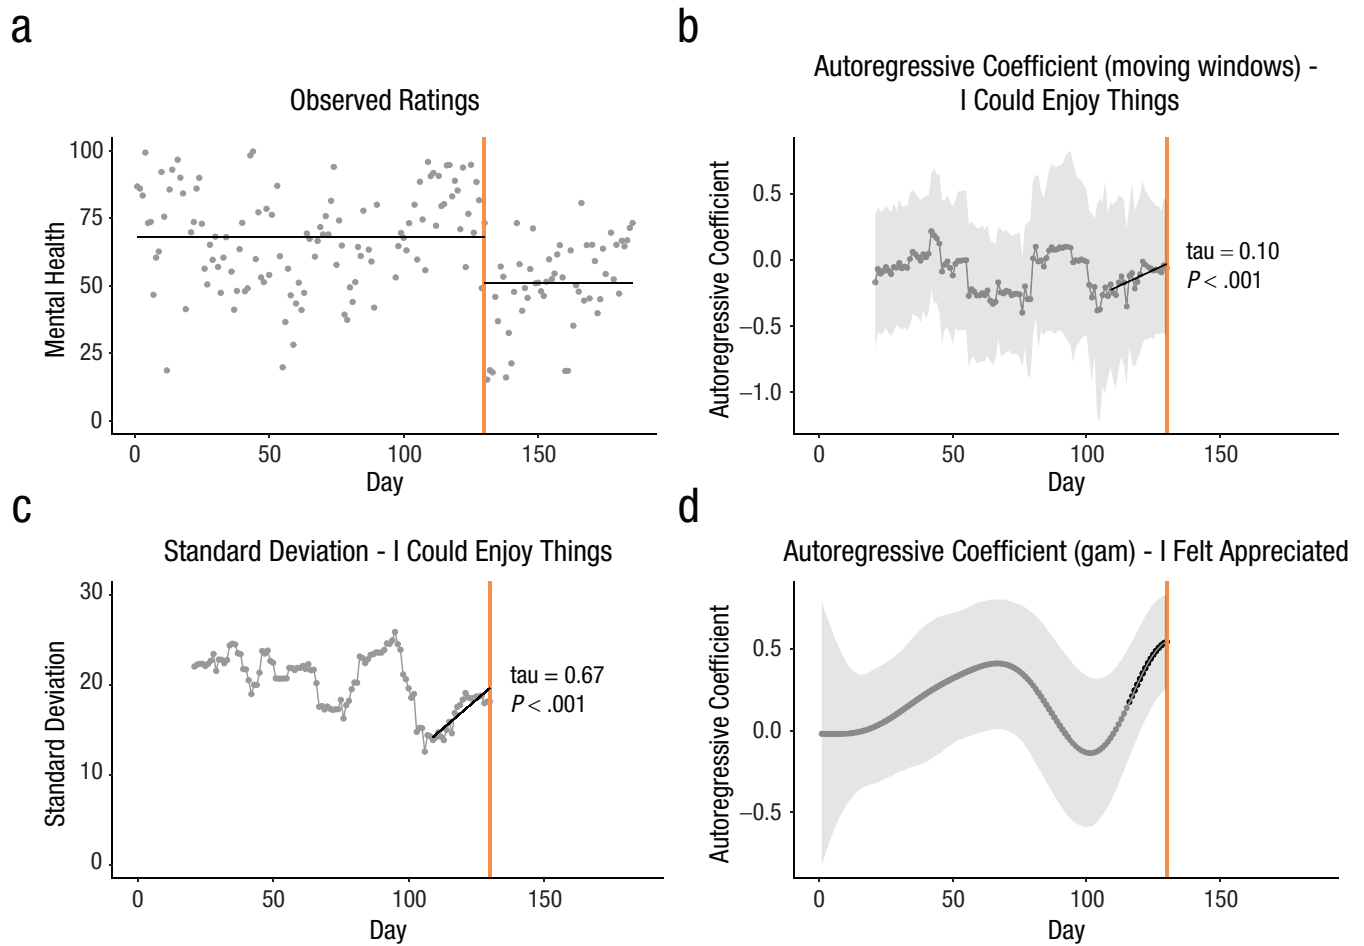 a
Observed Ratings
Mental Health
100
75
50
25
0
0 50 100 150
Day
b
Autoregressive Coefficient (moving windows) -
I Could Enjoy Things
Autoregressive Coefficient
0.5
0.0
−0.5
−1.0
tau = 0.10
P < .001
0 50 100 150
Day
c
Standard Deviation - I Could Enjoy Things
Standard Deviation
30
20
10
0
tau = 0.67
P < .001
0 50 100 150
Day
d
Autoregressive Coefficient (gam) - I Felt Appreciated
Autoregressive Coefficient
0.5
0.0
−0.5
0 50 100 150
Day